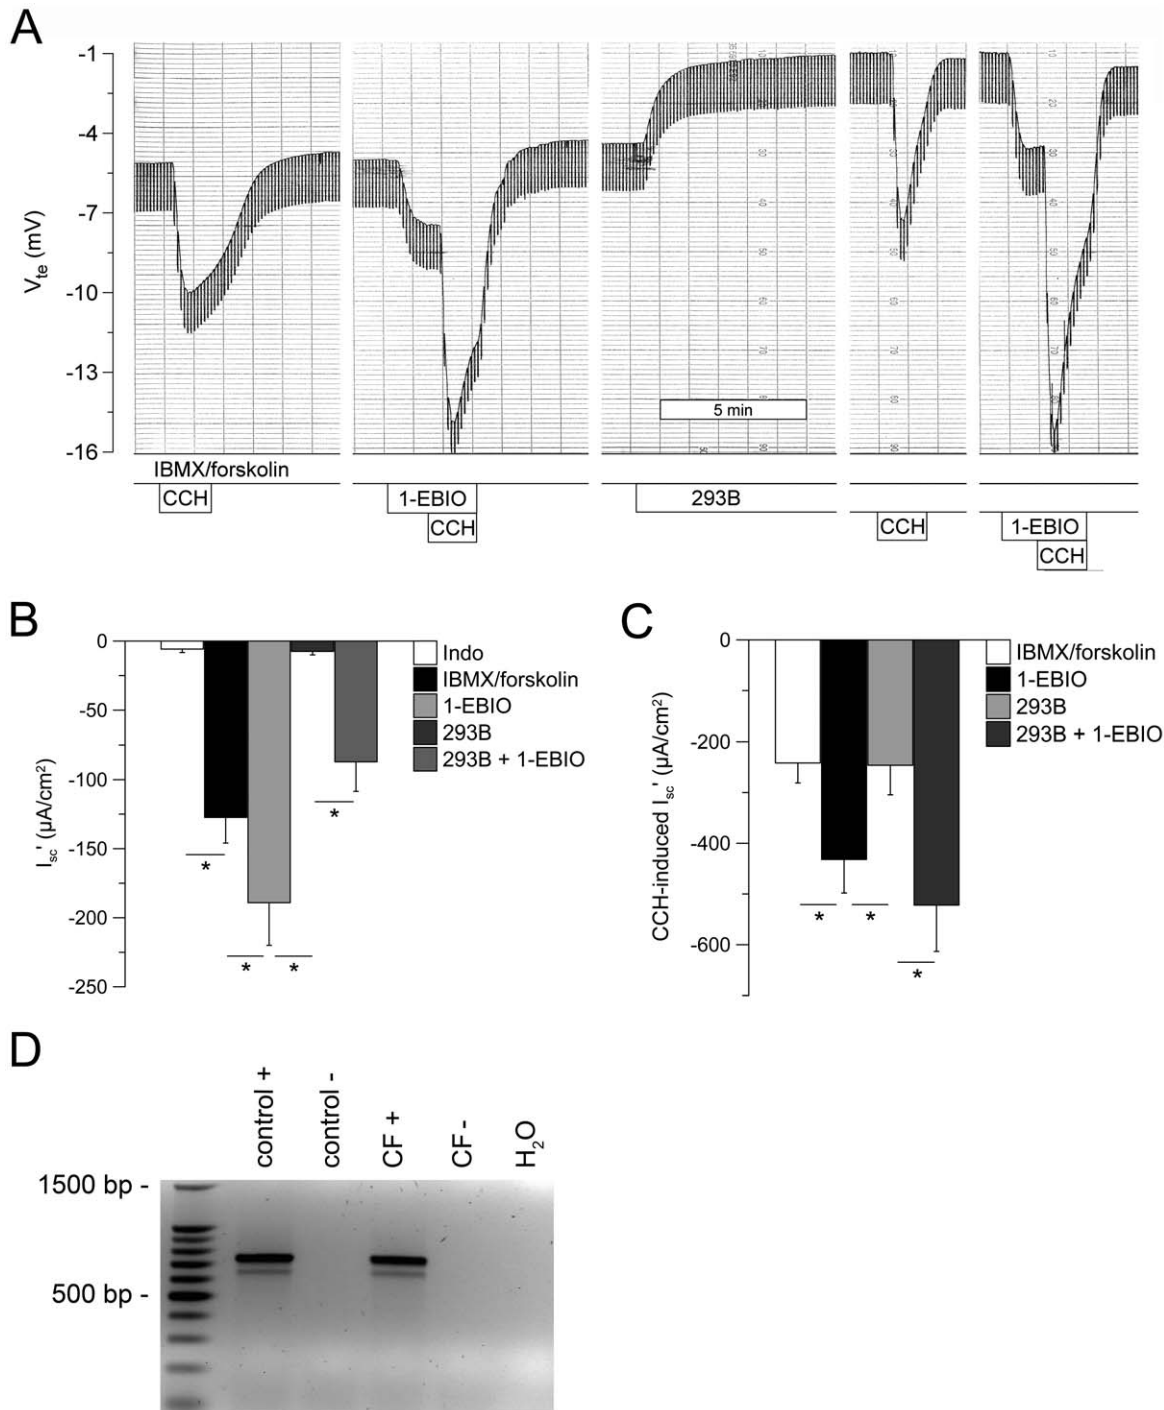 A
-1
-4
-7
-10
-13
-16
V_te (mV)
5 min
IBMX/forskolin
CCH
1-EBIO
CCH
293B
CCH
1-EBIO
CCH
B
0
-50
-100
-150
-200
-250
I_sc' (µA/cm²)
Indo
IBMX/forskolin
1-EBIO
293B
293B + 1-EBIO
*
*
*
*
C
0
-200
-400
-600
CCH-induced I_sc' (µA/cm²)
IBMX/forskolin
1-EBIO
293B
293B + 1-EBIO
*
*
*
D
control +
control -
CF +
CF -
H₂O
1500 bp -
500 bp -